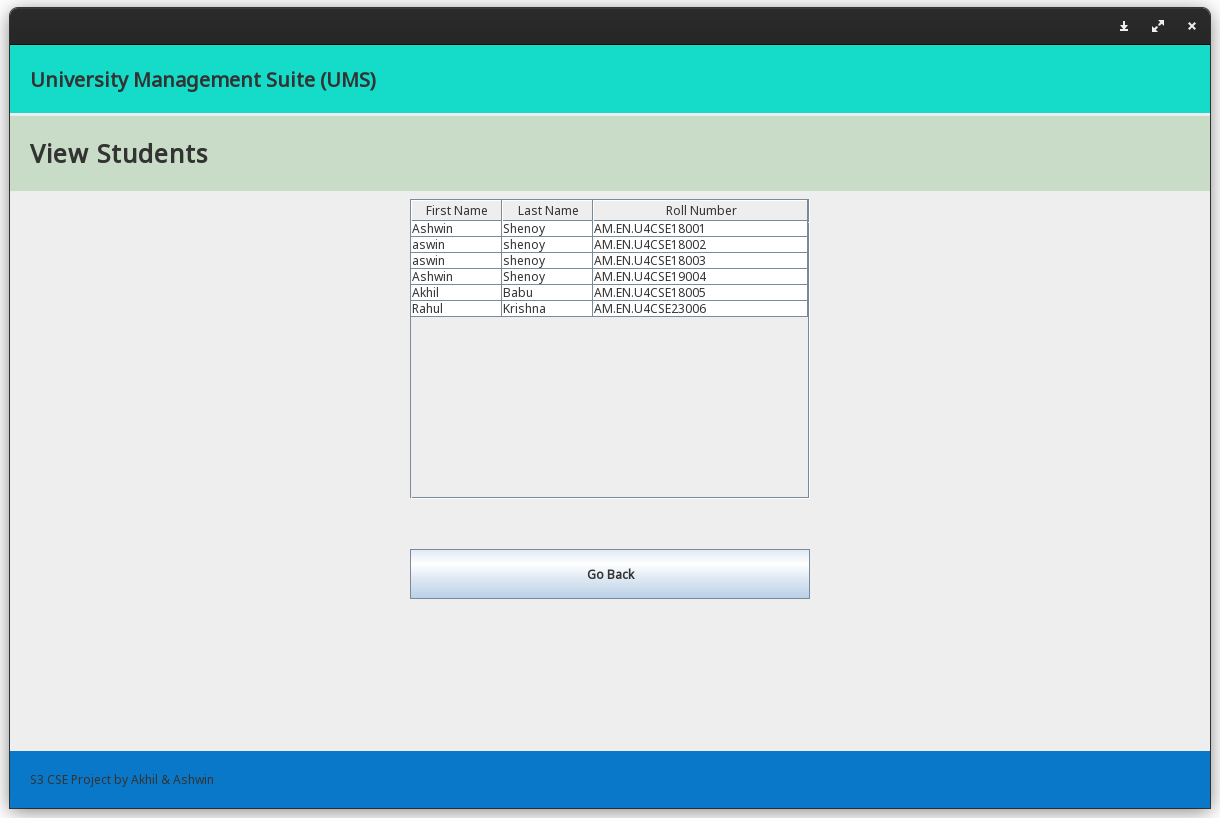 University Management Suite (UMS)
View Students
First Name Last Name Roll Number
Ashwin Shenoy AM.EN.U4CSE18001
aswin shenoy AM.EN.U4CSE18002
aswin shenoy AM.EN.U4CSE18003
Ashwin Shenoy AM.EN.U4CSE19004
Akhil Babu AM.EN.U4CSE18005
Rahul Krishna AM.EN.U4CSE23006
Go Back
S3 CSE Project by Akhil & Ashwin